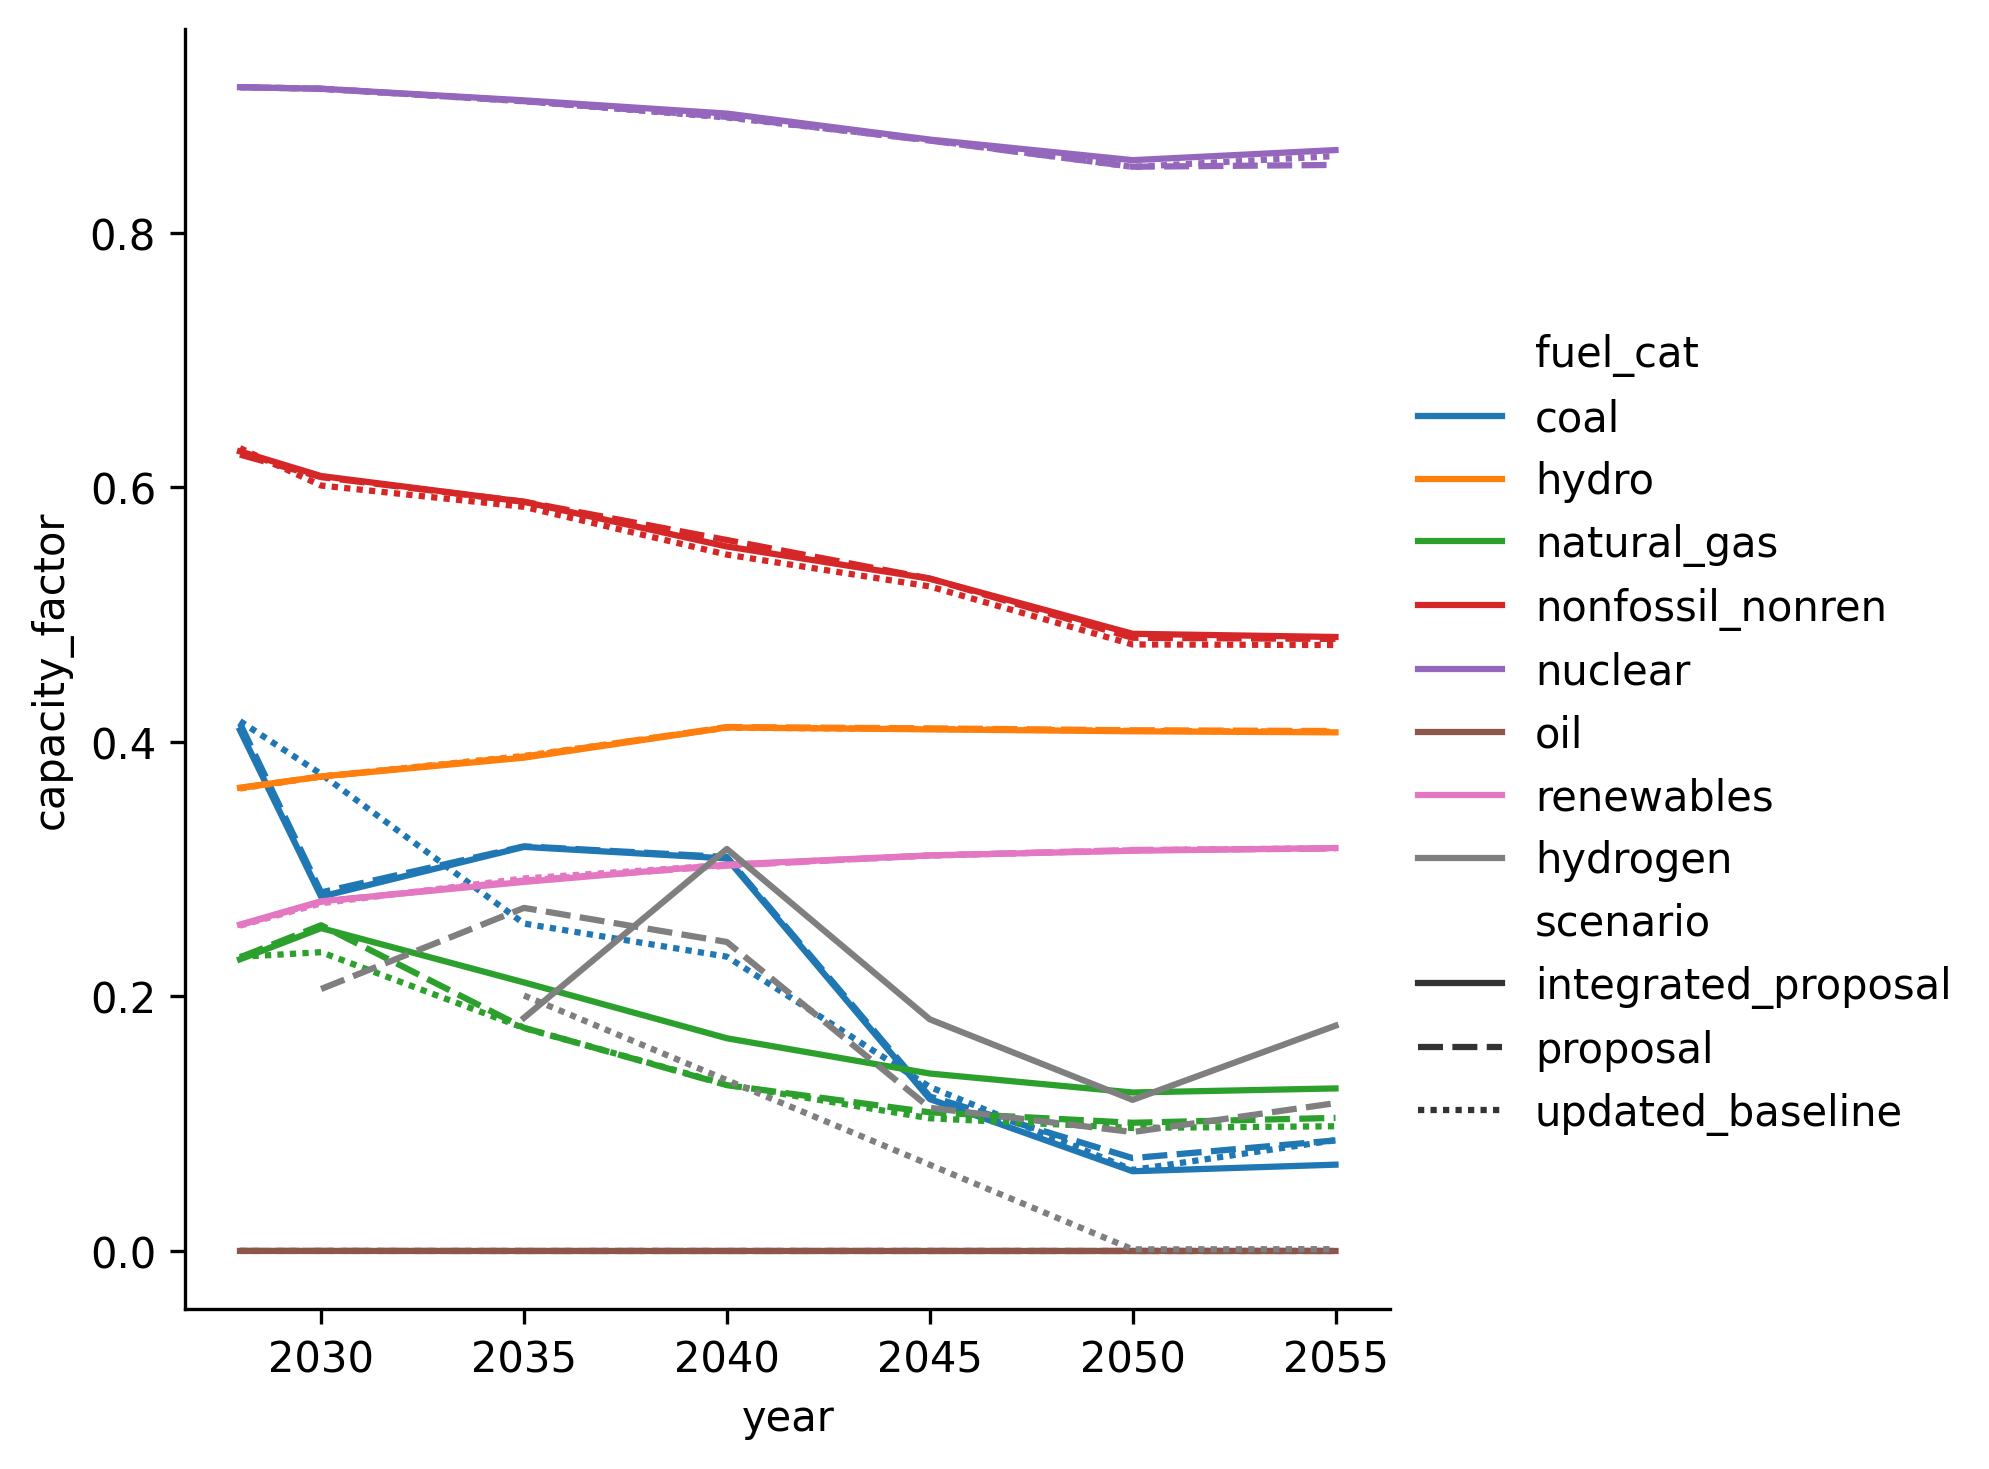 0.8
0.6
0.4
0.2
0.0
capacity_factor
2030 2035 2040 2045 2050 2055
year
fuel_cat
coal
hydro
natural_gas
nonfossil_nonren
nuclear
oil
renewables
hydrogen
scenario
integrated_proposal
proposal
updated_baseline